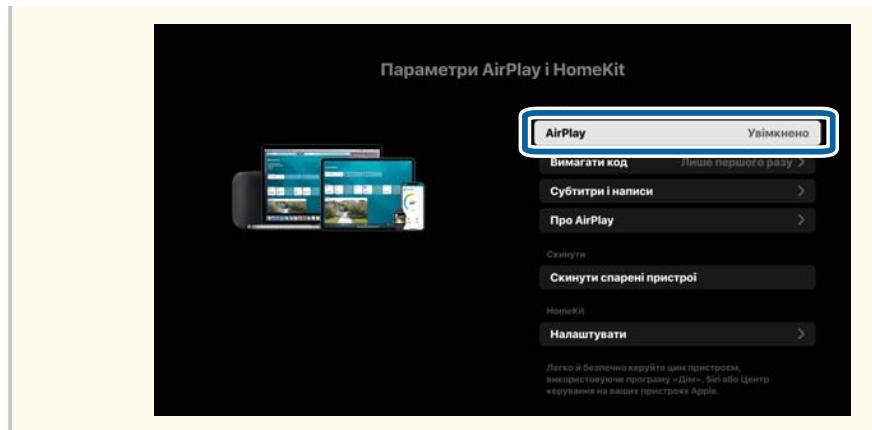 Параметри AirPlay і HomeKit
AirPlay Увімкнено
Вимагати код Лише першого разу
Субтитри і написи
Про AirPlay
Скинути
Скинути спарені пристрої
HomeKit
Налаштувати
Легко й безпечно керуйте цим пристроєм,
використовуючи програму «Дім», Siri або Центр
керування на ваших пристроях Apple.